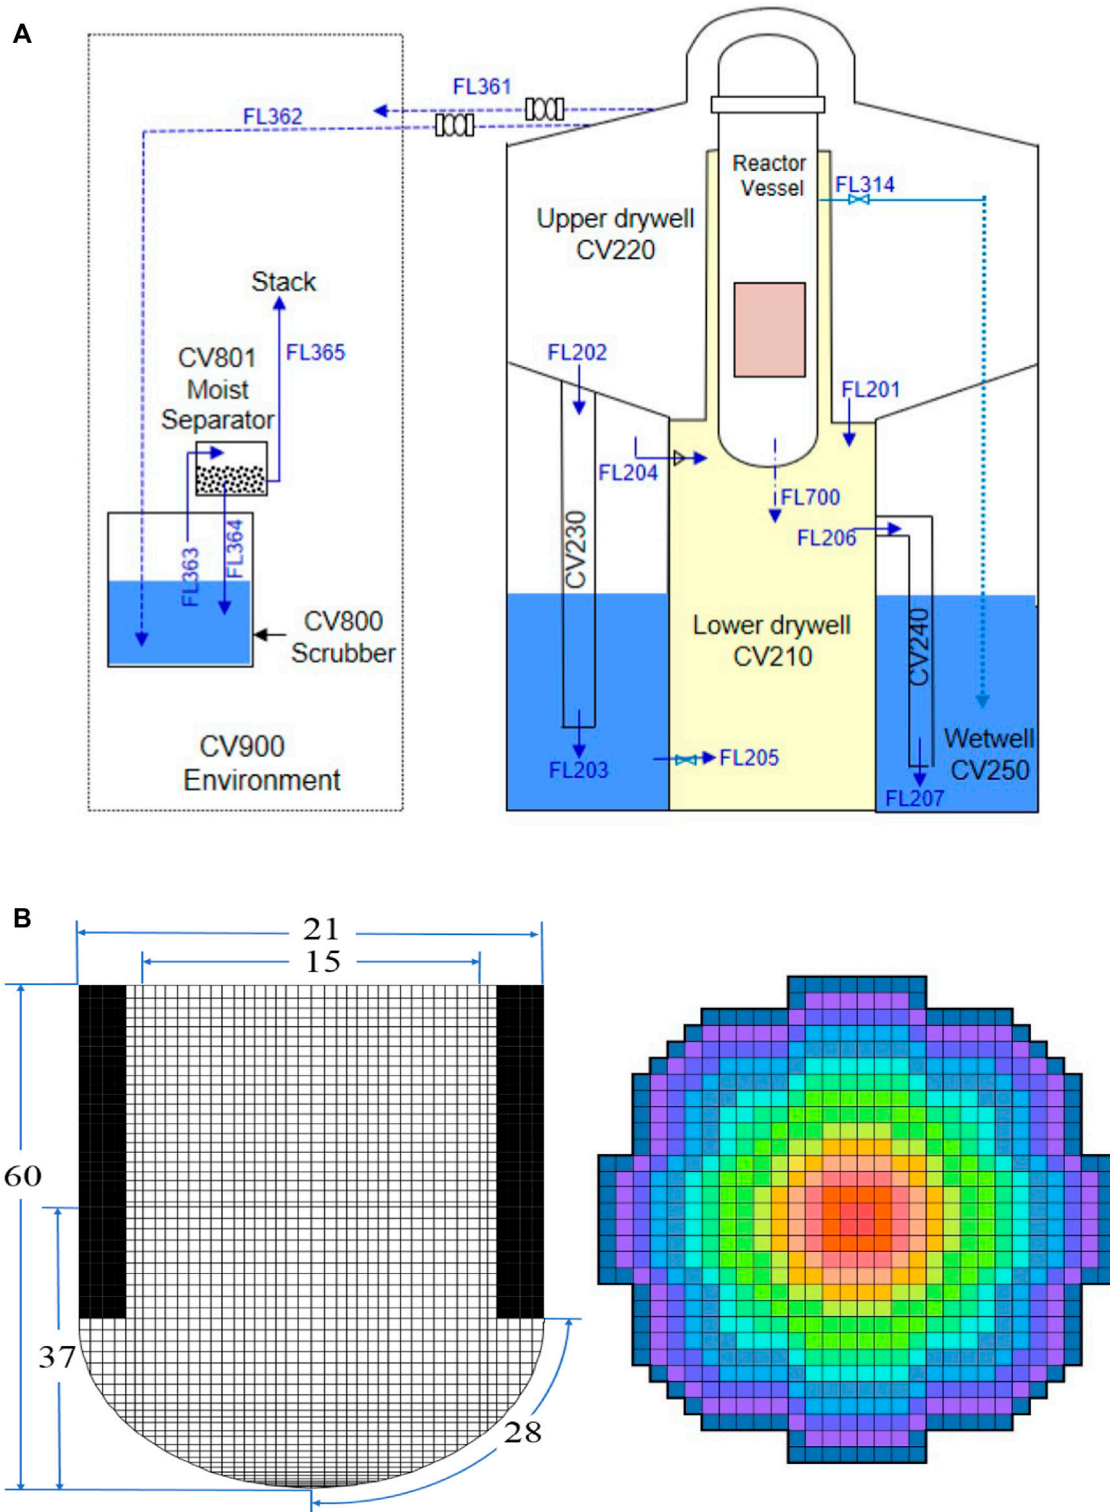 A
FL361
FL362
Reactor
Vessel
FL314
Upper drywell
CV220
Stack
FL365
CV801
Moist
Separator
FL202
FL201
FL204
FL700
FL206
CV230
FL363
FL364
CV800
Scrubber
Lower drywell
CV210
CV240
CV900
Environment
FL203
FL205
Wetwell
CV250
FL207
B
21
15
60
37
28